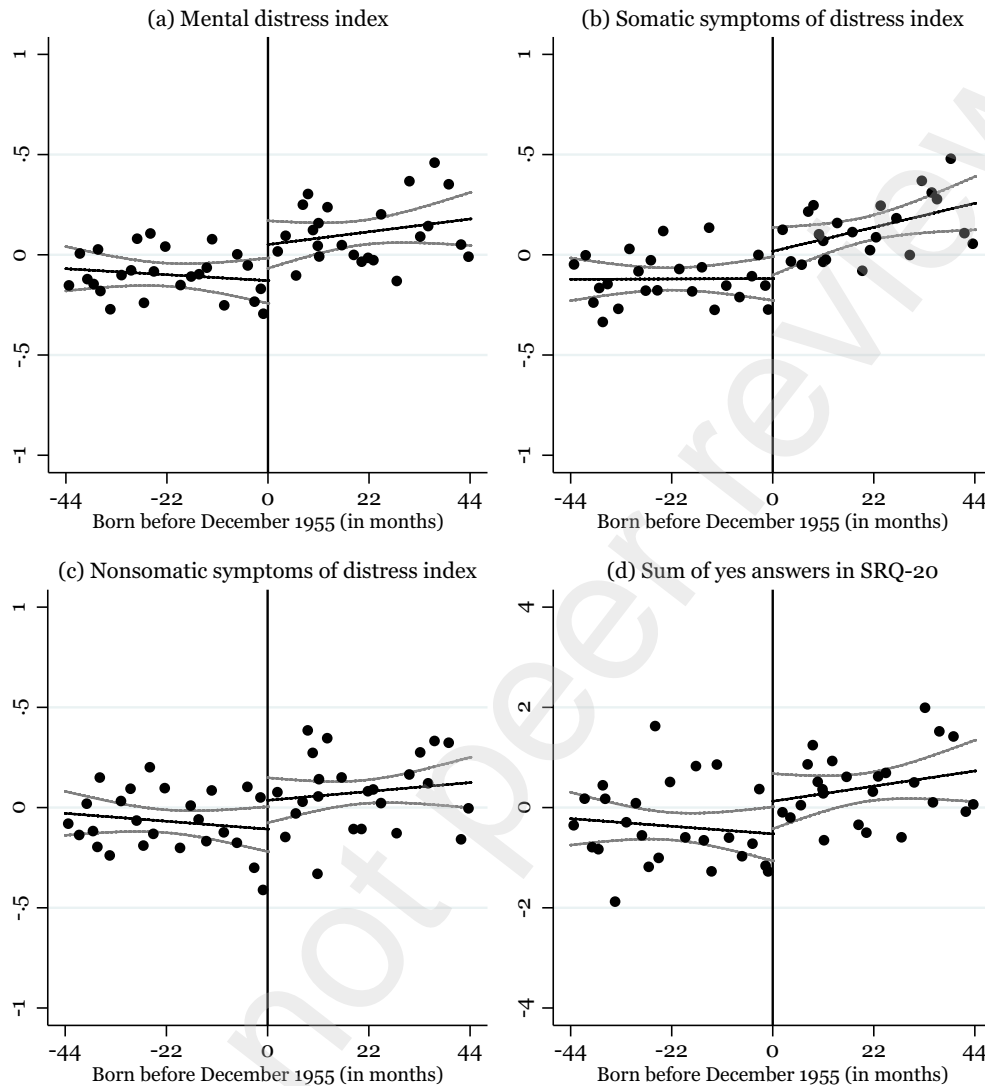 (a) Mental distress index
1
.5
0
-.5
-1
-44 -22 0 22 44
Born before December 1955 (in months)
(b) Somatic symptoms of distress index
1
.5
0
-.5
-1
-44 -22 0 22 44
Born before December 1955 (in months)
(c) Nonsomatic symptoms of distress index
1
.5
0
-.5
-1
-44 -22 0 22 44
Born before December 1955 (in months)
(d) Sum of yes answers in SRQ-20
4
2
0
-2
-4
-44 -22 0 22 44
Born before December 1955 (in months)
not peer review